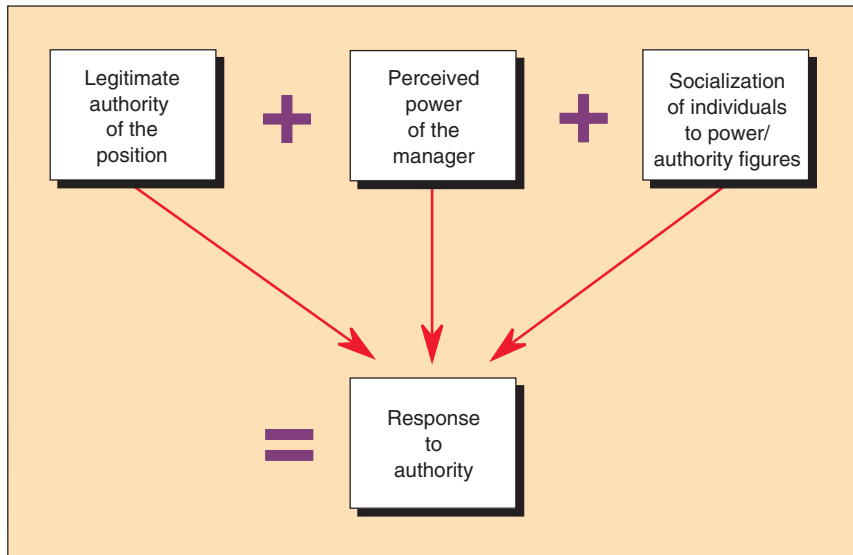 Legitimate
authority
of the
position
+
Perceived
power
of the
manager
+
Socialization
of individuals
to power/
authority figures
=
Response
to
authority